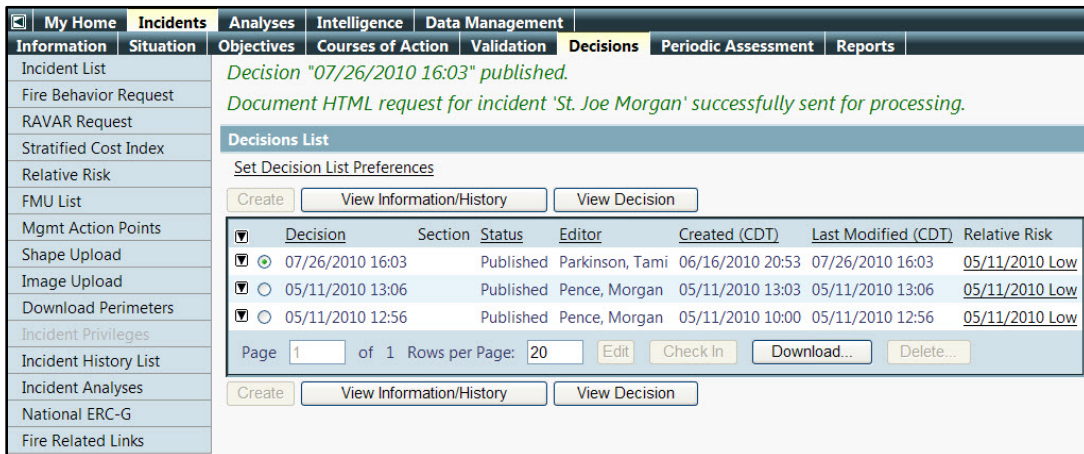 My Home Incidents Analyses Intelligence Data Management
Information Situation Objectives Courses of Action Validation Decisions Periodic Assessment Reports
Incident List
Fire Behavior Request
RAVAR Request
Stratified Cost Index
Relative Risk
FMU List
Mgmt Action Points
Shape Upload
Image Upload
Download Perimeters
Incident Privileges
Incident History List
Incident Analyses
National ERC-G
Fire Related Links
Decision "07/26/2010 16:03" published.
Document HTML request for incident 'St. Joe Morgan' successfully sent for processing.
Decisions List
Set Decision List Preferences
Create View Information/History View Decision
Decision Section Status Editor Created (CDT) Last Modified (CDT) Relative Risk
07/26/2010 16:03 Published Parkinson, Tami 06/16/2010 20:53 07/26/2010 16:03 05/11/2010 Low
05/11/2010 13:06 Published Pence, Morgan 05/11/2010 13:03 05/11/2010 13:06 05/11/2010 Low
05/11/2010 12:56 Published Pence, Morgan 05/11/2010 10:00 05/11/2010 12:56 05/11/2010 Low
Page 1 of 1 Rows per Page: 20 Edit Check In Download... Delete...
Create View Information/History View Decision